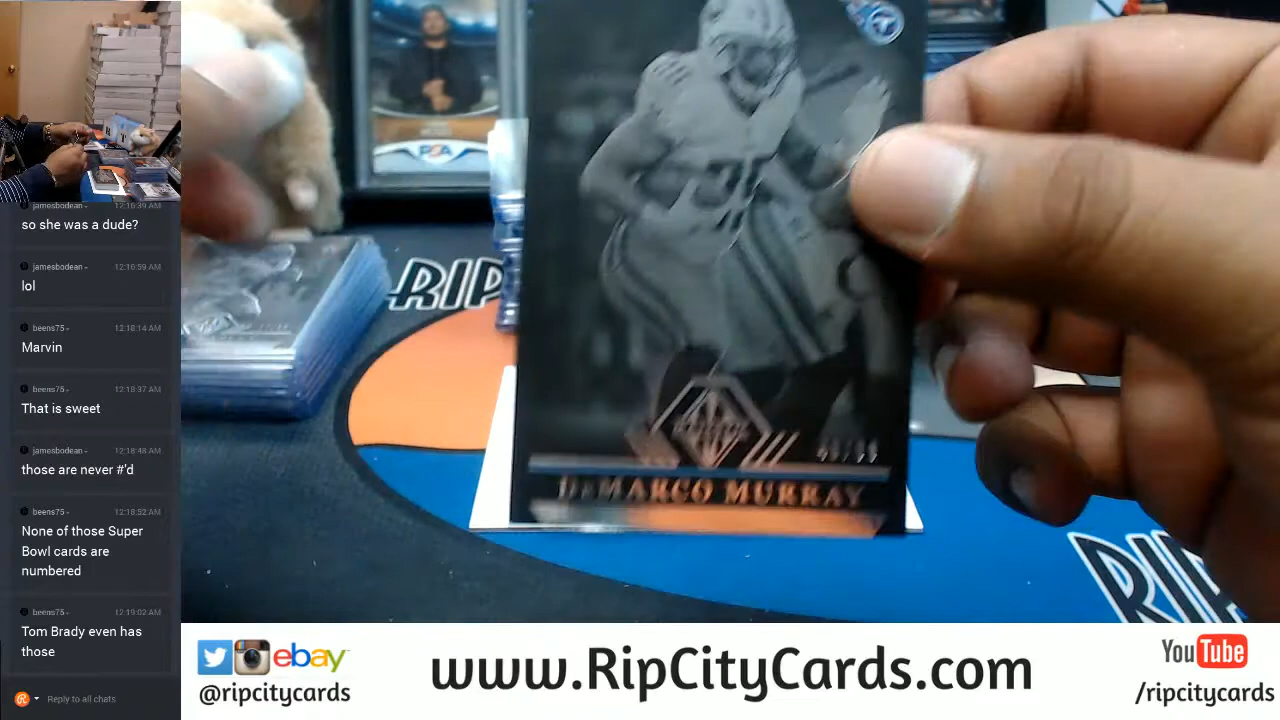 jamesbodean 12:16:39 AM
so she was a dude?
jamesbodean 12:16:59 AM
lol
beens75 12:18:14 AM
Marvin
beens75 12:18:37 AM
That is sweet
jamesbodean 12:18:48 AM
those are never #'d
beens75 12:18:52 AM
None of those Super
Bowl cards are
numbered
beens75 12:19:02 AM
Tom Brady even has
those
Reply to all chats
PSA
RIP
DeMARCO MURRAY
RIP
ebay
@ripcitycards
www.RipCityCards.com
YouTube
/ripcitycards